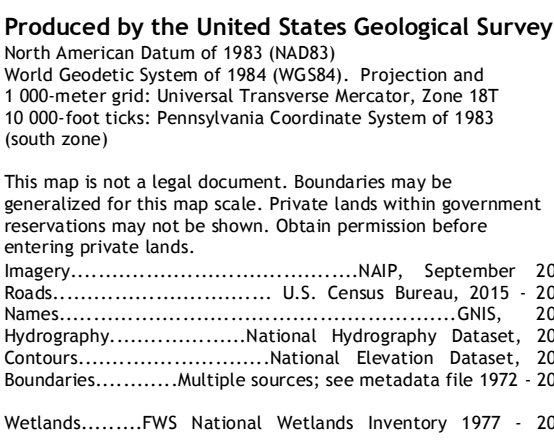 Produced by the United States Geological Survey
North American Datum of 1983 (NAD83)
World Geodetic System of 1984 (WGS84). Projection and
1 000-meter grid: Universal Transverse Mercator, Zone 18T
10 000-foot ticks: Pennsylvania Coordinate System of 1983
(south zone)
This map is not a legal document. Boundaries may be
generalized for this map scale. Private lands within government
reservations may not be shown. Obtain permission before
entering private lands.
Imagery.........................................NAIP, September 20
Roads............................... U.S. Census Bureau, 2015 - 20
Names.....................................................GNIS, 20
Hydrography...................National Hydrography Dataset, 20
Contours...........................National Elevation Dataset, 20
Boundaries............Multiple sources; see metadata file 1972 - 20
Wetlands.........FWS National Wetlands Inventory 1977 - 20